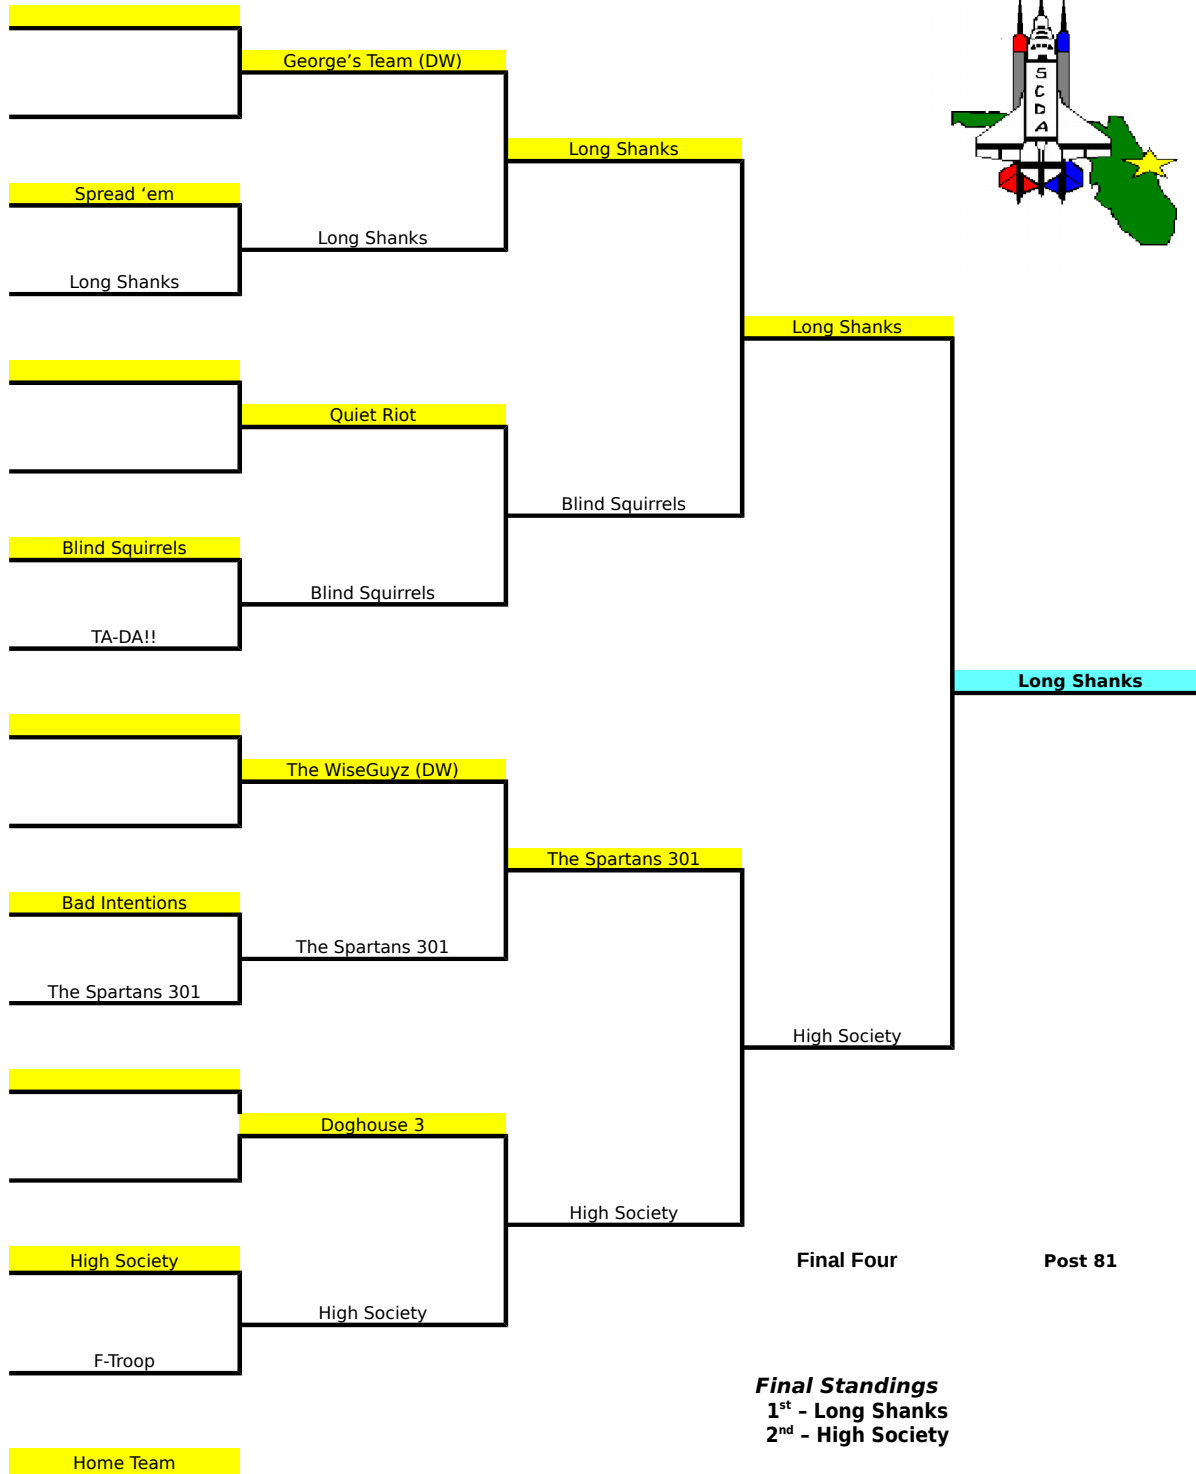 S
C
D
A
George’s Team (DW)
Long Shanks
Spread ‘em
Long Shanks
Long Shanks
Long Shanks
Quiet Riot
Blind Squirrels
Blind Squirrels
Blind Squirrels
TA-DA!!
Long Shanks
The WiseGuyz (DW)
The Spartans 301
Bad Intentions
The Spartans 301
The Spartans 301
High Society
Doghouse 3
High Society
High Society
Final Four
Post 81
High Society
F-Troop
Final Standings
1st – Long Shanks
2nd – High Society
Home Team